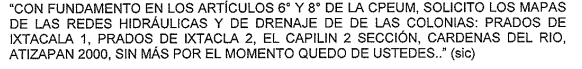 "CON FUNDAMENTO EN LOS ARTÍCULOS 6° Y 8° DE LA CPEUM, SOLICITO LOS MAPAS
DE LAS REDES HIDRÁULICAS Y DE DRENAJE DE DE LAS COLONIAS: PRADOS DE
IXTACALA 1, PRADOS DE IXTACLA 2, EL CAPILIN 2 SECCIÓN, CARDENAS DEL RIO,
ATIZAPAN 2000, SIN MÁS POR EL MOMENTO QUEDO DE USTEDES.." (sic)